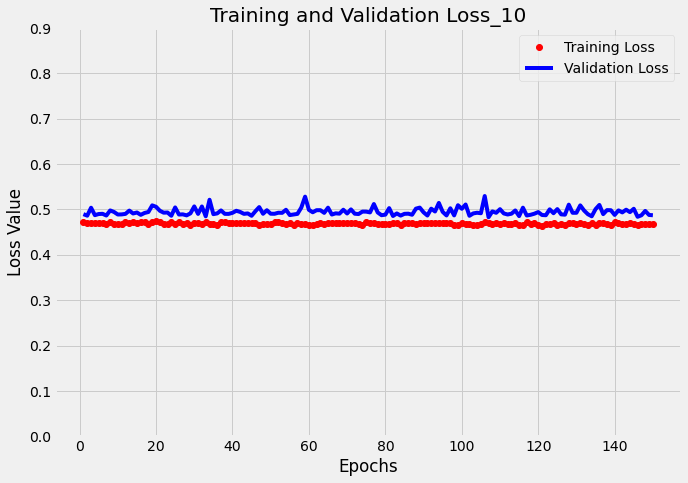 Training and Validation Loss_10
Training Loss
Validation Loss
Loss Value
0.9
0.8
0.7
0.6
0.5
0.4
0.3
0.2
0.1
0.0
0 20 40 60 80 100 120 140
Epochs